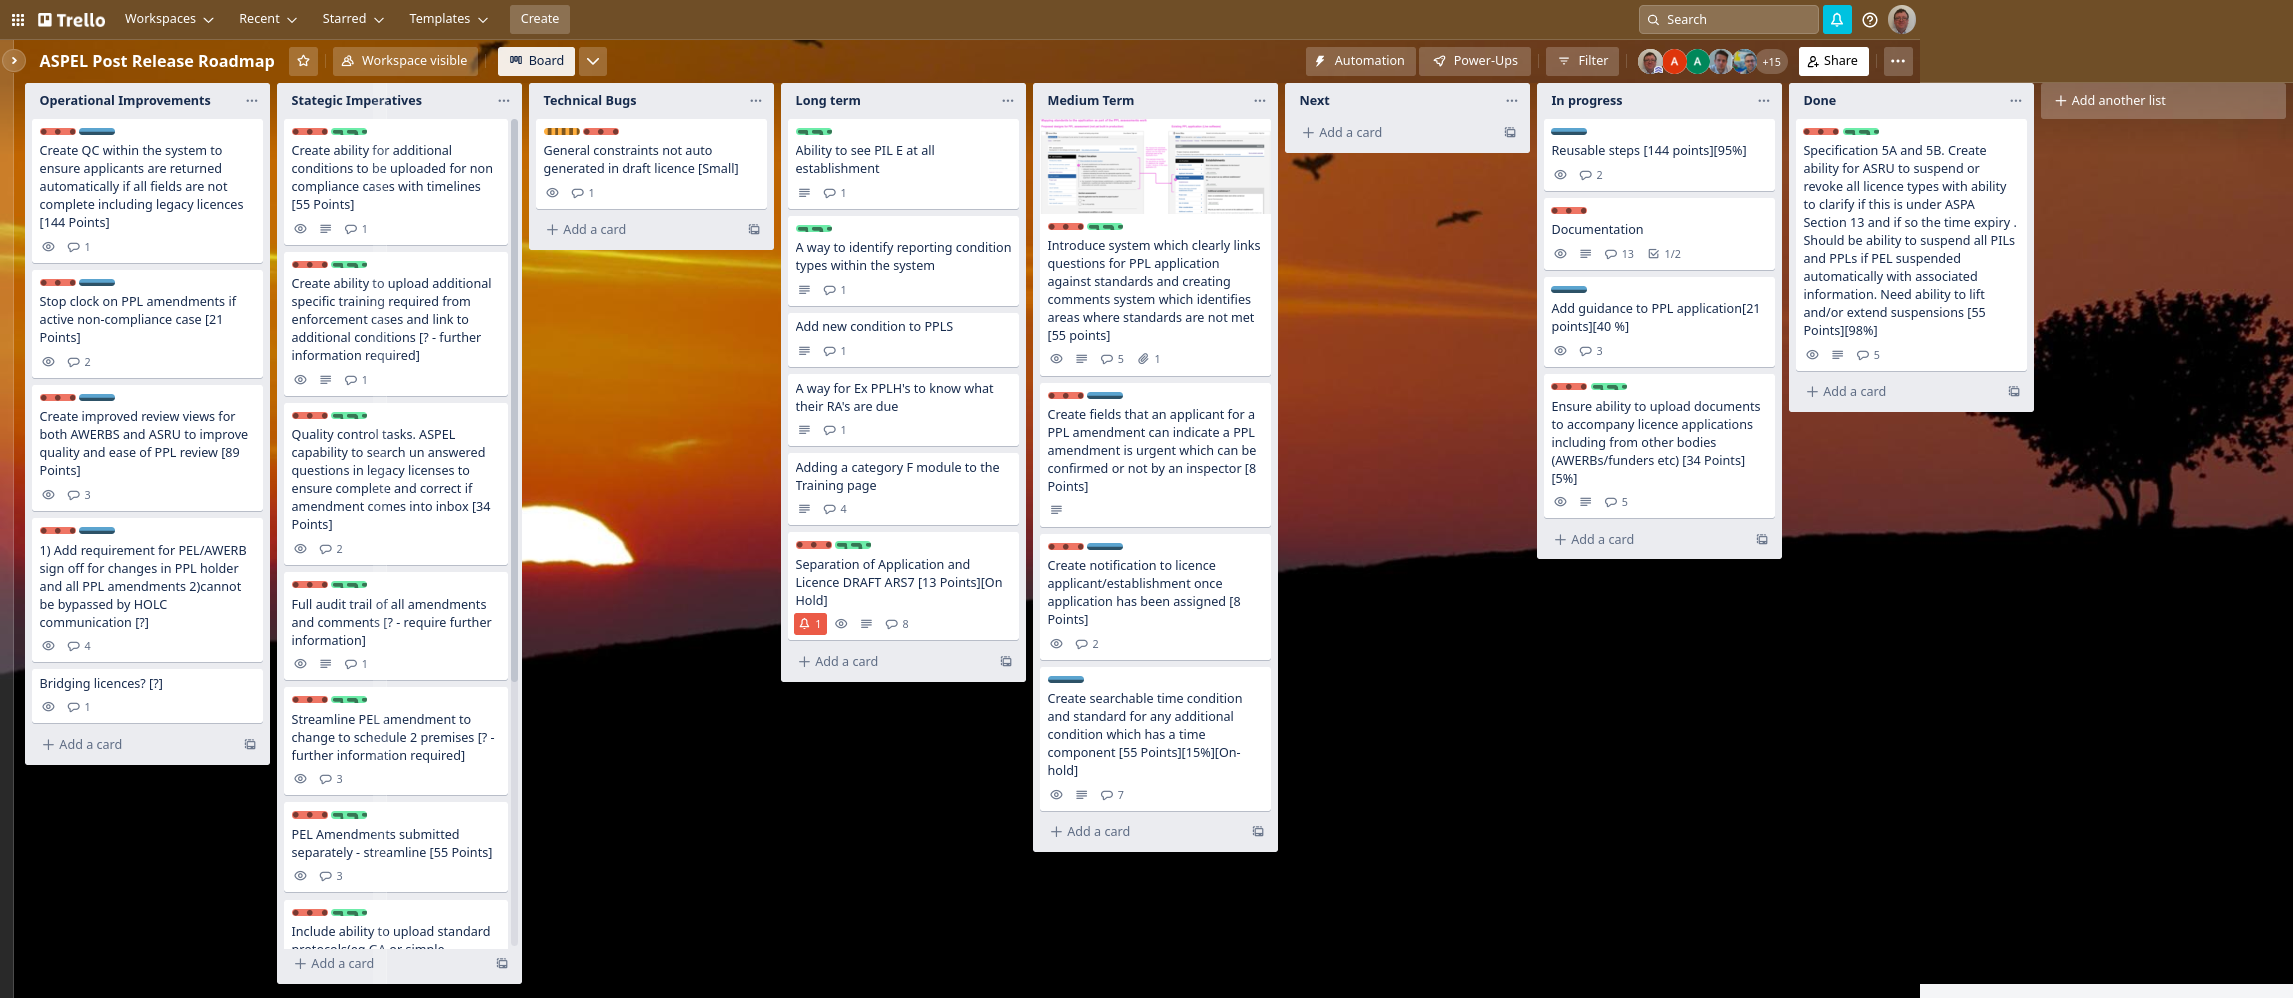 Trello
Workspaces
Recent
Starred
Templates
Create
Search
ASPEL Post Release Roadmap
Workspace visible
Board
Automation
Power-Ups
Filter
A
A
+15
Share
Operational Improvements
Create QC within the system to
ensure applicants are returned
automatically if all fields are not
complete including legacy licences
[144 Points]
1
Stop clock on PPL amendments if
active non-compliance case [21
Points]
2
Create improved review views for
both AWERBS and ASRU to improve
quality and ease of PPL review [89
Points]
3
1) Add requirement for PEL/AWERB
sign off for changes in PPL holder
and all PPL amendments 2)cannot
be bypassed by HOLC
communication [?]
4
Bridging licences? [?]
1
Add a card
Stategic Imperatives
Create ability for additional
conditions to be uploaded for non
compliance cases with timelines
[55 Points]
1
Create ability to upload additional
specific training required from
enforcement cases and link to
additional conditions [? - further
information required]
1
Quality control tasks. ASPEL
capability to search un answered
questions in legacy licenses to
ensure complete and correct if
amendment comes into inbox [34
Points]
2
Full audit trail of all amendments
and comments [? - require further
information]
1
Streamline PEL amendment to
change to schedule 2 premises [? -
further information required]
3
PEL Amendments submitted
separately - streamline [55 Points]
3
Include ability to upload standard
protocols(eg GA or simple
Add a card
Technical Bugs
General constraints not auto
generated in draft licence [Small]
1
Add a card
Long term
Ability to see PIL E at all
establishment
1
A way to identify reporting condition
types within the system
1
Add new condition to PPLS
1
A way for Ex PPLH's to know what
their RA's are due
1
Adding a category F module to the
Training page
4
Separation of Application and
Licence DRAFT ARS7 [13 Points][On
Hold]
1
8
Add a card
Medium Term
Introduce system which clearly links
questions for PPL application
against standards and creating
comments system which identifies
areas where standards are not met
[55 points]
5
1
Create fields that an applicant for a
PPL amendment can indicate a PPL
amendment is urgent which can be
confirmed or not by an inspector [8
Points]
Create notification to licence
applicant/establishment once
application has been assigned [8
Points]
2
Create searchable time condition
and standard for any additional
condition which has a time
component [55 Points][15%][On-
hold]
7
Add a card
Next
Add a card
In progress
Reusable steps [144 points][95%]
2
Documentation
13
1/2
Add guidance to PPL application[21
points][40 %]
3
Ensure ability to upload documents
to accompany licence applications
including from other bodies
(AWERBs/funders etc) [34 Points]
[5%]
5
Add a card
Done
Specification 5A and 5B. Create
ability for ASRU to suspend or
revoke all licence types with ability
to clarify if this is under ASPA
Section 13 and if so the time expiry .
Should be ability to suspend all PILs
and PPLs if PEL suspended
automatically with associated
information. Need ability to lift
and/or extend suspensions [55
Points][98%]
5
Add a card
Add another list